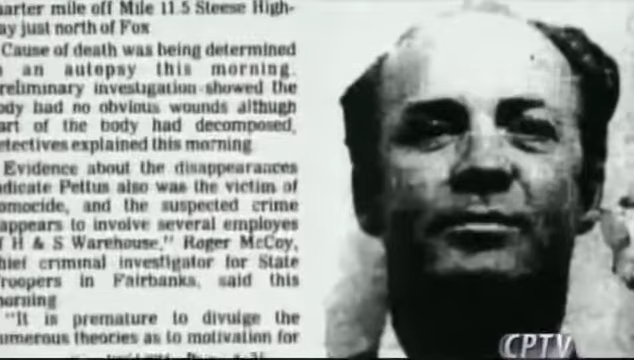 uarter mile off Mile 11.5 Steese High-
ay just north of Fox
Cause of death was being determined
an autopsy this morning.
reliminary investigation showed the
ody had no obvious wounds althugh
art of the body had decomposed,
etectives explained this morning
Evidence about the disappearances
ndicate Pettus also was the victim of
omocide, and the suspected crime
appears to involve several employes
f H & S Warehouse," Roger McCoy,
hief criminal investigator for State
roopers in Fairbanks, said this
orning
"It is premature to divulge the
umerous theories as to motivation for
CPTV